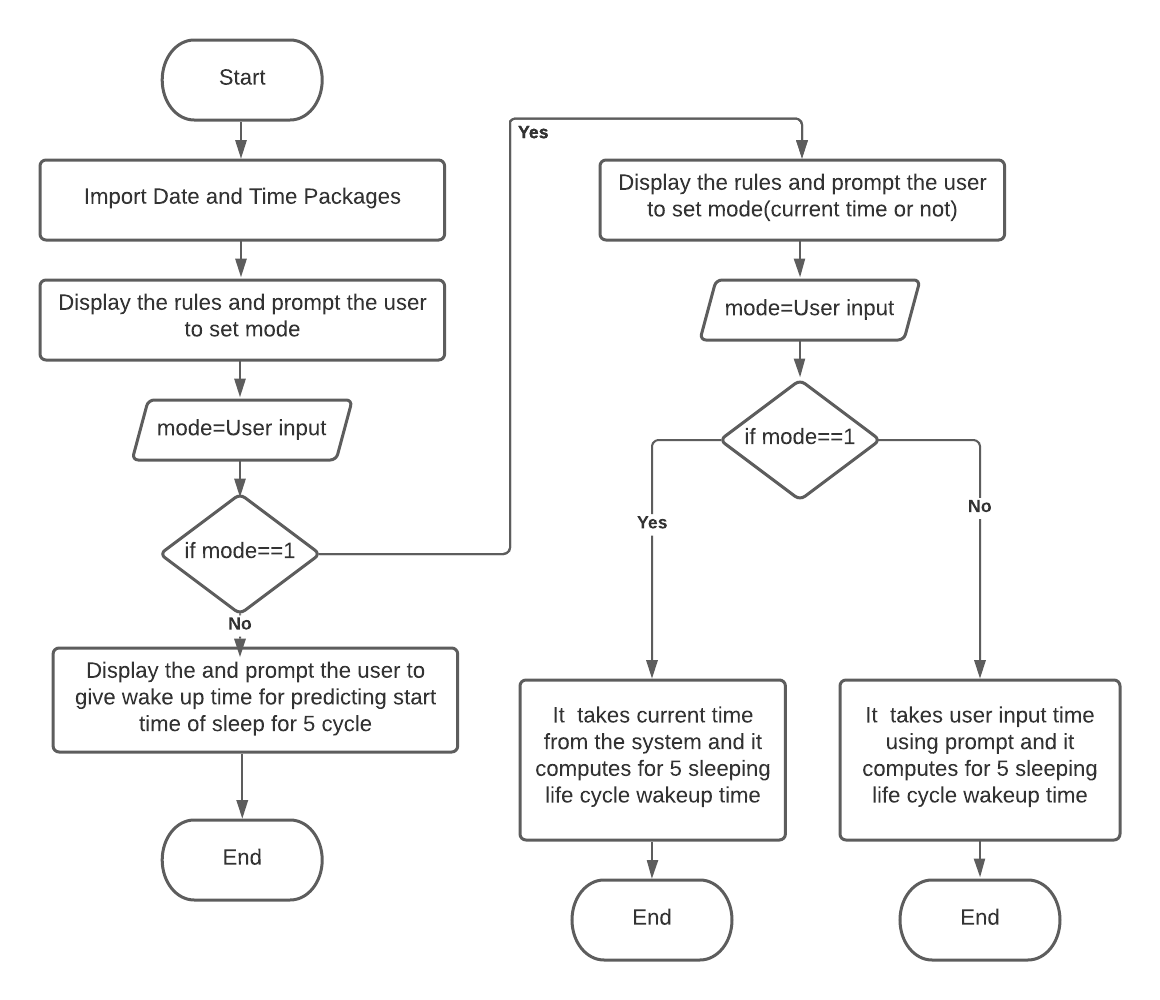 Start
Import Date and Time Packages
Display the rules and prompt the user
to set mode
mode=User input
if mode==1
No
Display the and prompt the user to
give wake up time for predicting start
time of sleep for 5 cycle
End
Yes
Display the rules and prompt the user
to set mode(current time or not)
mode=User input
if mode==1
Yes
It takes current time
from the system and it
computes for 5 sleeping
life cycle wakeup time
End
No
It takes user input time
using prompt and it
computes for 5 sleeping
life cycle wakeup time
End